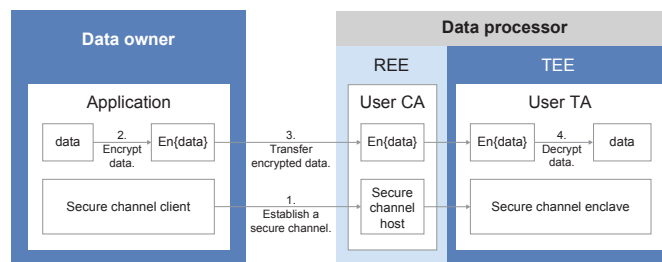 Data owner
Data processor
REE
TEE
Application
User CA
User TA
data
2.
Encrypt
data.
En{data}
3.
Transfer
encrypted data.
En{data}
En{data}
4.
Decrypt
data.
data
Secure channel client
1.
Establish a
secure channel.
Secure
channel
host
Secure channel enclave